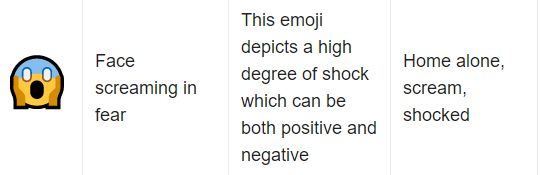 Face
screaming in
fear
This emoji
depicts a high
degree of shock
which can be
both positive and
negative
Home alone,
scream,
shocked